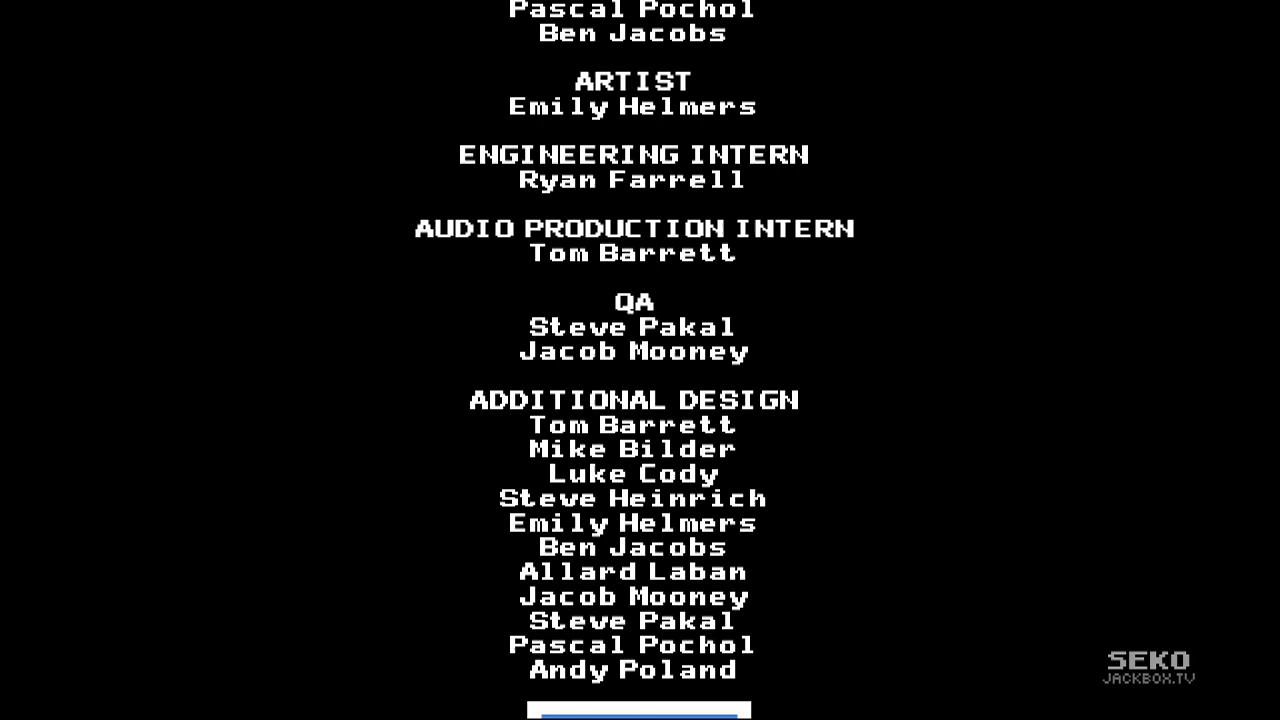 Pascal Pochol
Ben Jacobs
ARTIST
Emily Helmers
ENGINEERING INTERN
Ryan Farrell
AUDIO PRODUCTION INTERN
Tom Barrett
QA
Steve Pakal
Jacob Mooney
ADDITIONAL DESIGN
Tom Barrett
Mike Bilder
Luke Cody
Steve Heinrich
Emily Helmers
Ben Jacobs
Allard Laban
Jacob Mooney
Steve Pakal
Pascal Pochol
Andy Poland
SEKO
JACKBOX.TV